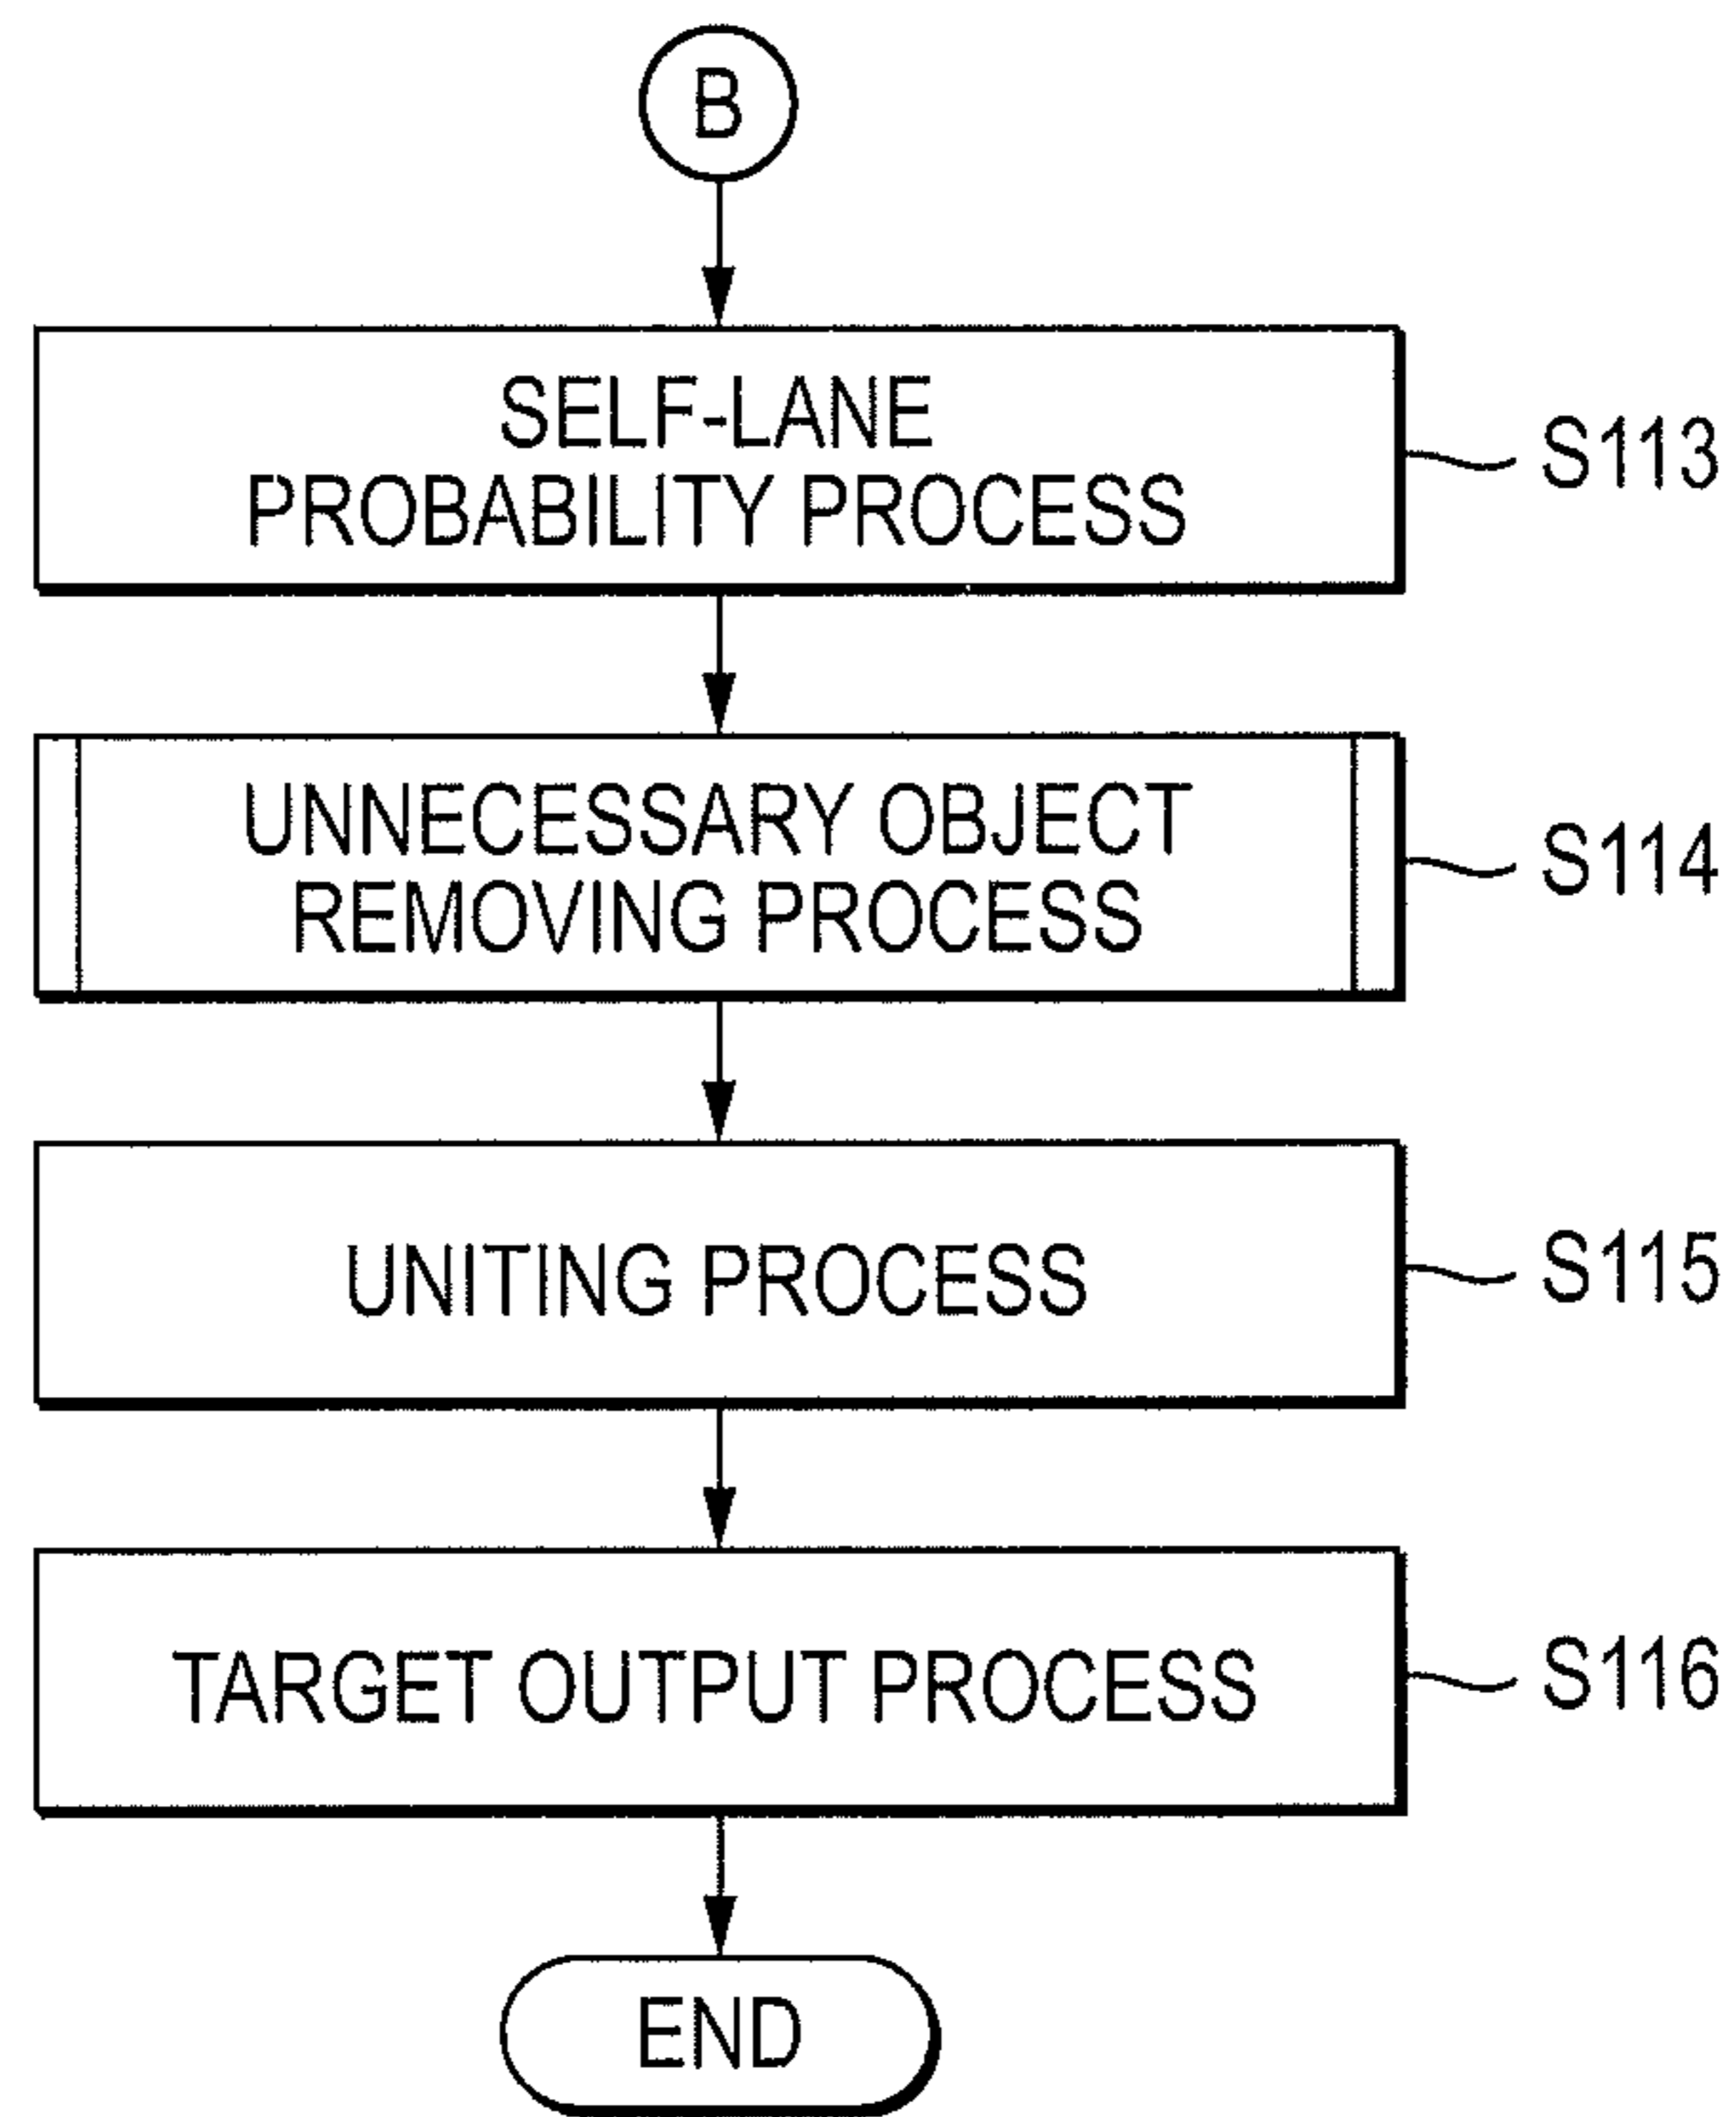 B
SELF-LANE
PROBABILITY PROCESS
S113
UNNECESSARY OBJECT
REMOVING PROCESS
S114
UNITING PROCESS
S115
TARGET OUTPUT PROCESS
S116
END